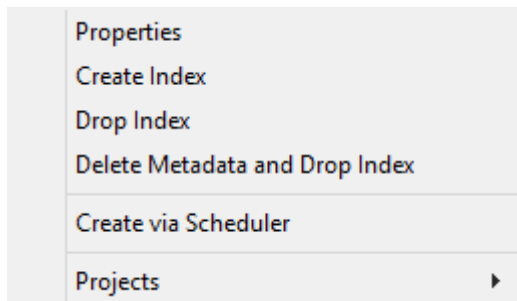 Properties
Create Index
Drop Index
Delete Metadata and Drop Index
Create via Scheduler
Projects